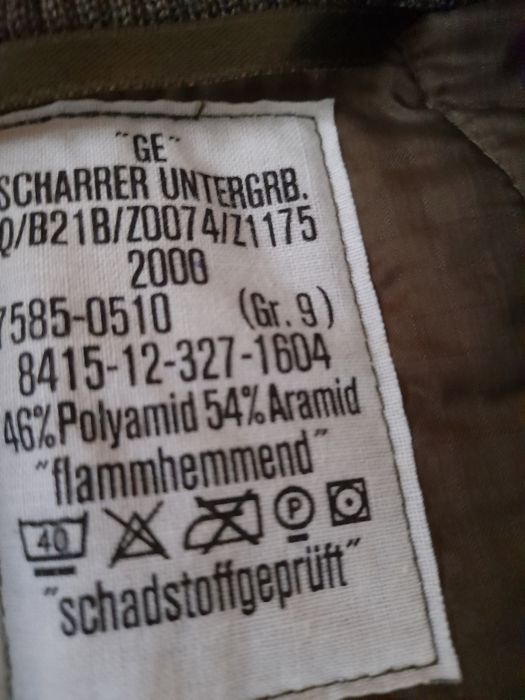 "GE"
SCHARRER UNTERGRB.
Q/B21B/Z0074/Z1175
2000
7585-0510 (Gr. 9)
8415-12-327-1604
46% Polyamid 54% Aramid
"flammhemmend"
40 P
"schadstoffgeprüft"